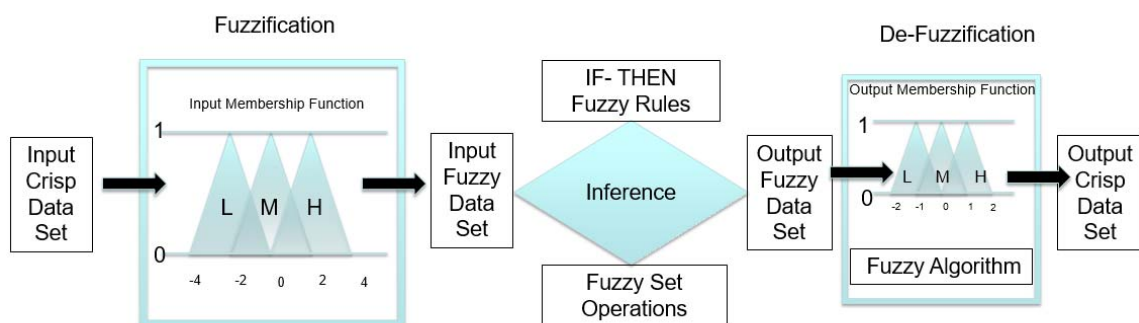 Fuzzification
De-Fuzzification
Input
Crisp
Data
Set
Input Membership Function
1
0
L M H
-4 -2 0 2 4
Input
Fuzzy
Data
Set
IF- THEN
Fuzzy Rules
Inference
Fuzzy Set
Operations
Output
Fuzzy
Data
Set
Output Membership Function
1
0
L M H
-2 -1 0 1 2
Fuzzy Algorithm
Output
Crisp
Data
Set